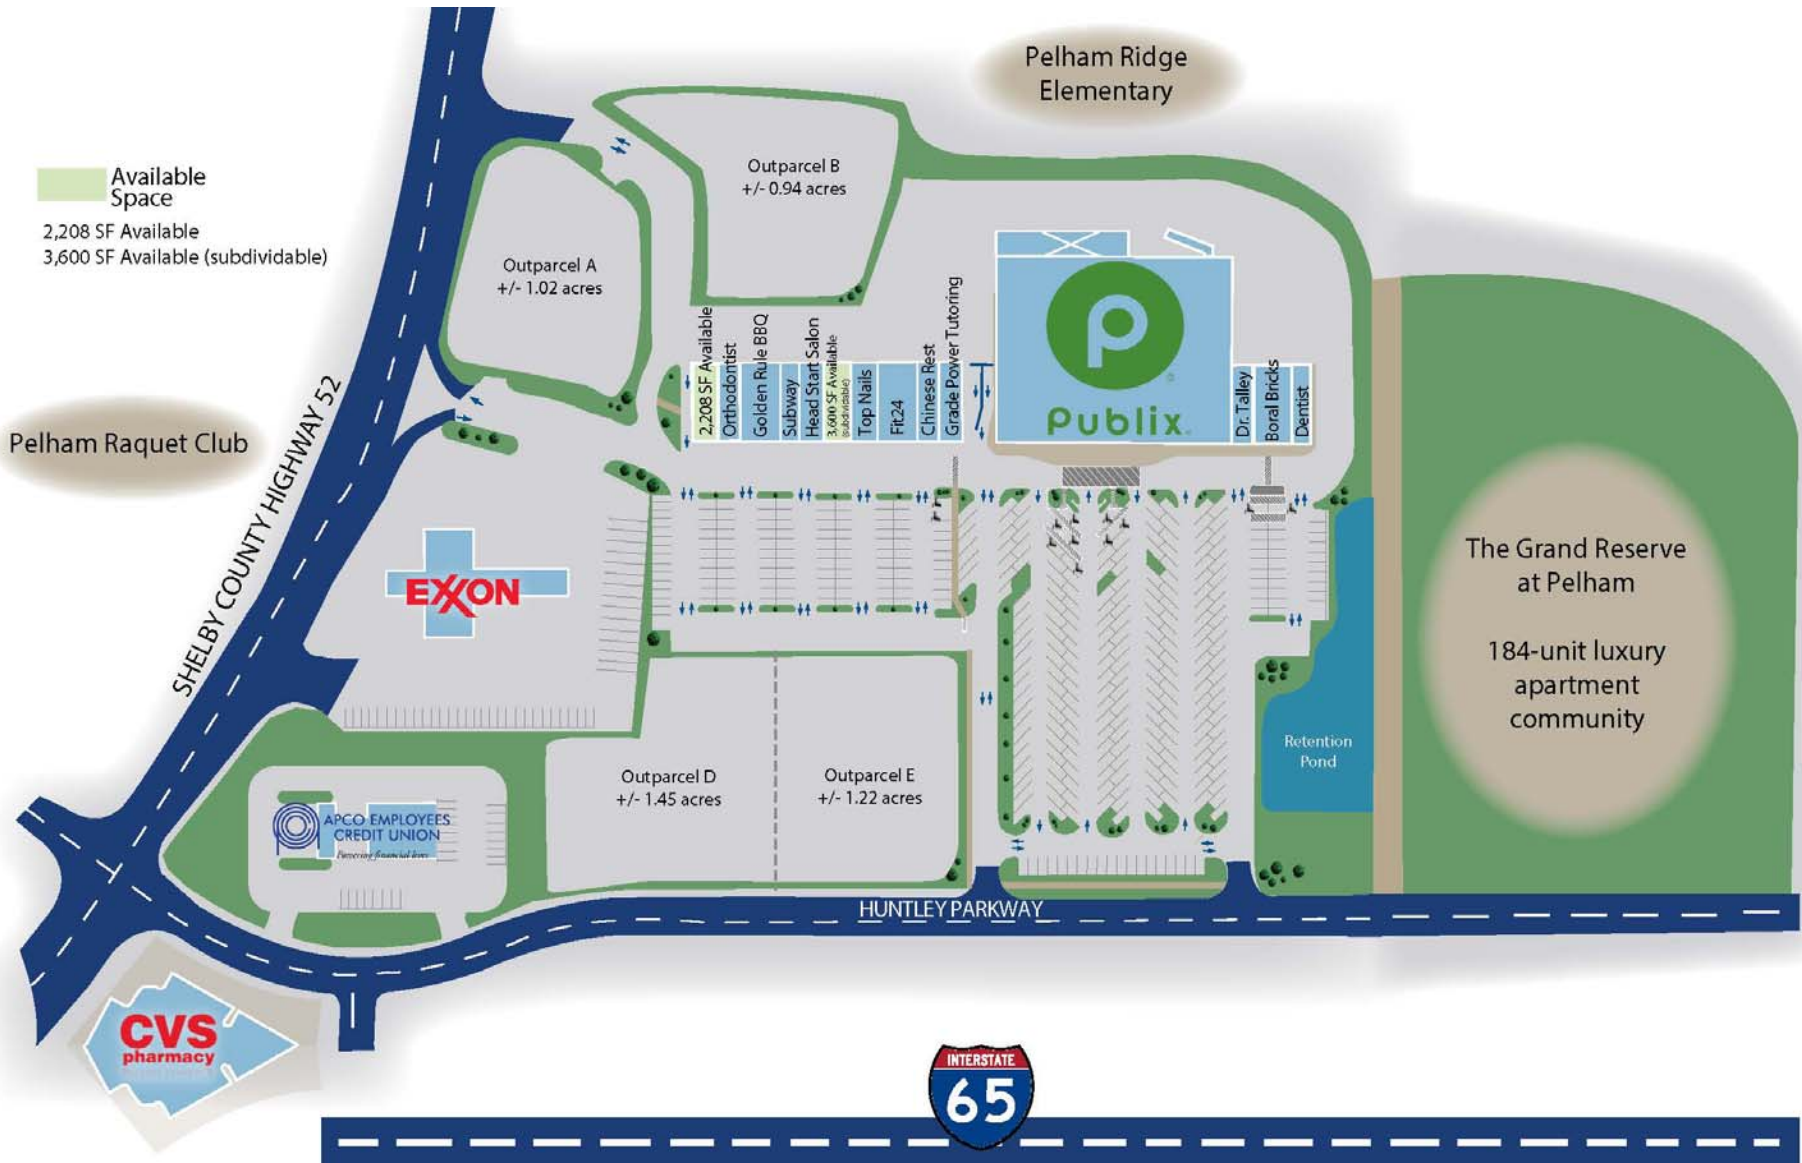 Pelham Ridge
Elementary
Available
Space
2,208 SF Available
3,600 SF Available (subdividable)
Outparcel B
+/- 0.94 acres
Outparcel A
+/- 1.02 acres
2,208 SF Available
Orthodontist
Golden Rule BBQ
Subway
Head Start Salon
3,600 SF Available
(subdividable)
Top Nails
Fit24
Chinese Rest
Grade Power Tutoring
Publix
Dr. Talley
Boral Bricks
Dentist
Pelham Raquet Club
SHELBY COUNTY HIGHWAY 52
EXXON
The Grand Reserve
at Pelham
184-unit luxury
apartment
community
Retention
Pond
Outparcel D
+/- 1.45 acres
Outparcel E
+/- 1.22 acres
APCO EMPLOYEES
CREDIT UNION
Powering financial lives
HUNTLEY PARKWAY
CVS
pharmacy
INTERSTATE
65